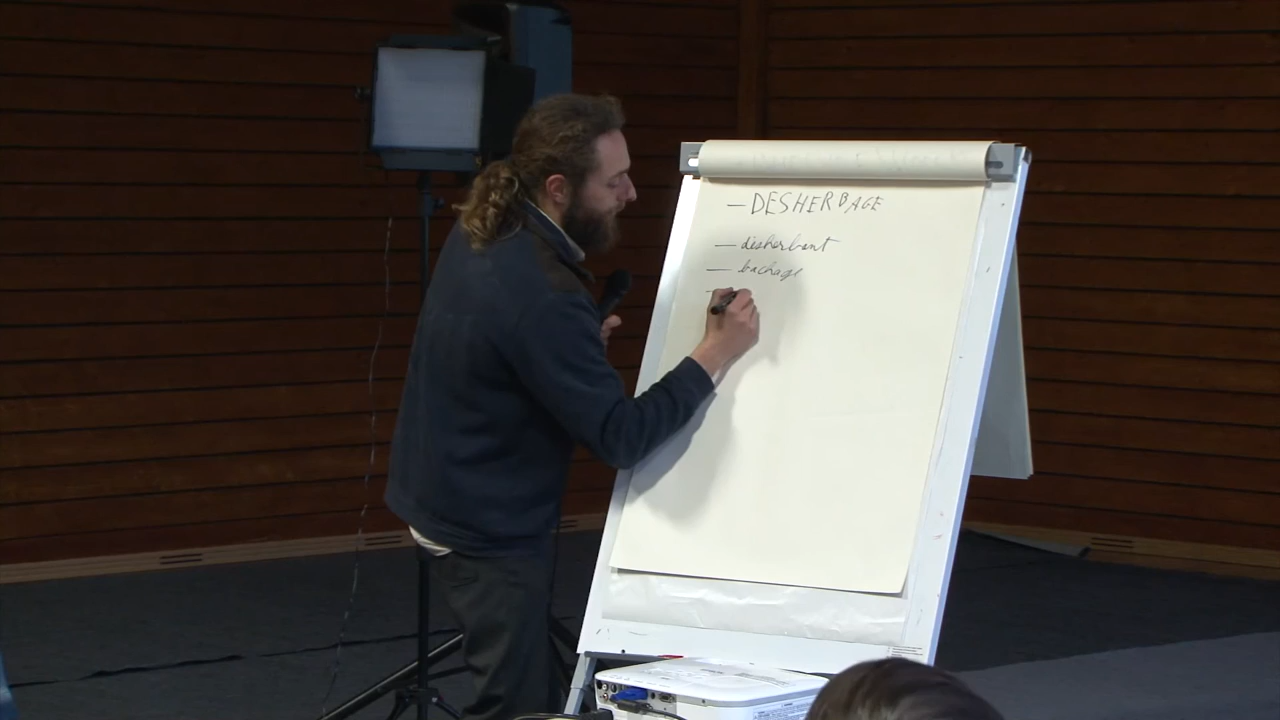 — DESHERBAGE
— désherbant
— bachage
—